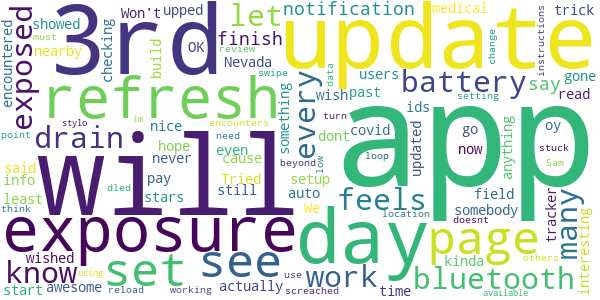 encountered
nearby
showed
checking
upped
3rd
Won't
build
OK
Nevada
let
finish
notification
review
must
update
medical
trick
change
instructions
exposed
refresh
swipe
data
something
every
battery
users
past
wish
say
gone
read
drain
will
app
ids
dont
covid
updated
go
now
oy
anything
stuck
5am
point
stylo
im
encounters
nice
hope
never
need
even
cause
turn
beyond
low
loop
said
info
least
think
pay
stars
Tried
still
setup
auto
We
feels
field
somebody
tracker
doesnt
many
interesting
exposure
day
page
know
wished
set
see
actually
work
location
kinda
others
bluetooth
start
awesome
using
dled
reload
working
use
screached
time
available
setting